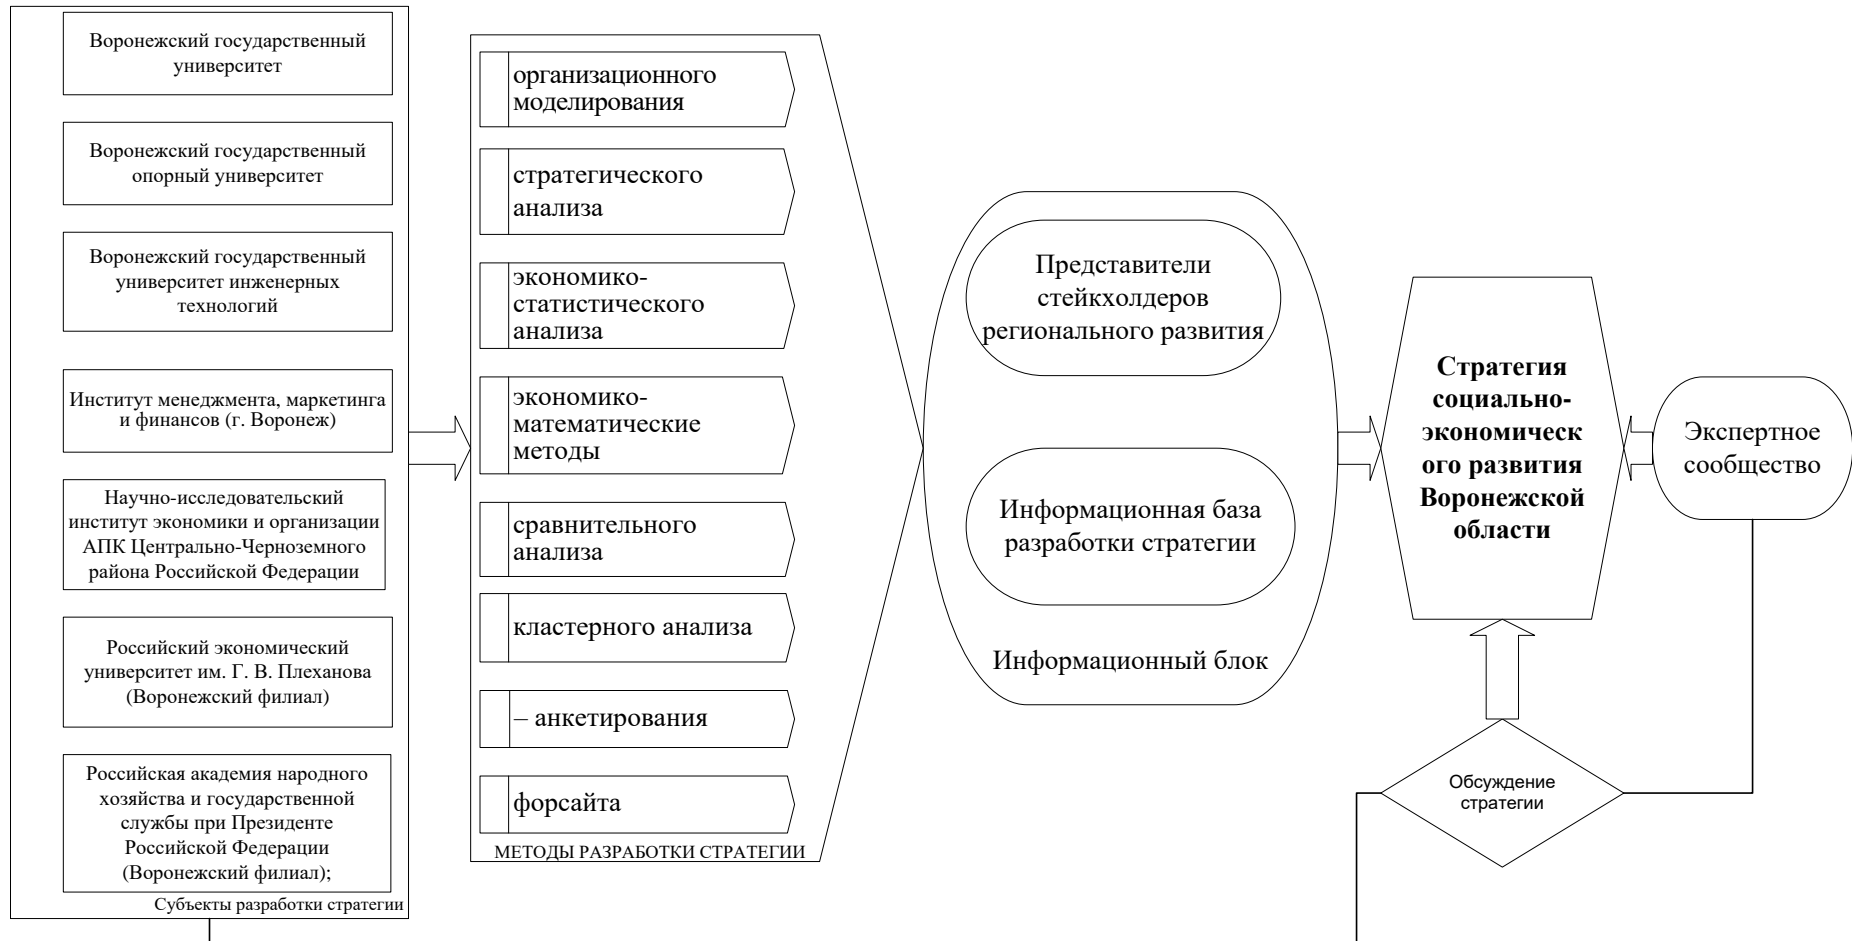 Воронежский государственный
университет
Воронежский государственный
опорный университет
Воронежский государственный
университет инженерных
технологий
Институт менеджмента, маркетинга
и финансов (г. Воронеж)
Научно-исследовательский
институт экономики и организации
АПК Центрально-Черноземного
района Российской Федерации
Российский экономический
университет им. Г. В. Плеханова
(Воронежский филиал)
Российская академия народного
хозяйства и государственной
службы при Президенте
Российской Федерации
(Воронежский филиал);
Субъекты разработки стратегии
организационного
моделирования
стратегического
анализа
экономико-
статистического
анализа
экономико-
математические
методы
сравнительного
анализа
кластерного анализа
– анкетирования
форсайта
МЕТОДЫ РАЗРАБОТКИ СТРАТЕГИИ
Представители
стейкхолдеров
регионального развития
Информационная база
разработки стратегии
Информационный блок
Стратегия
социально-
экономическ
ого развития
Воронежской
области
Экспертное
сообщество
Обсуждение
стратегии